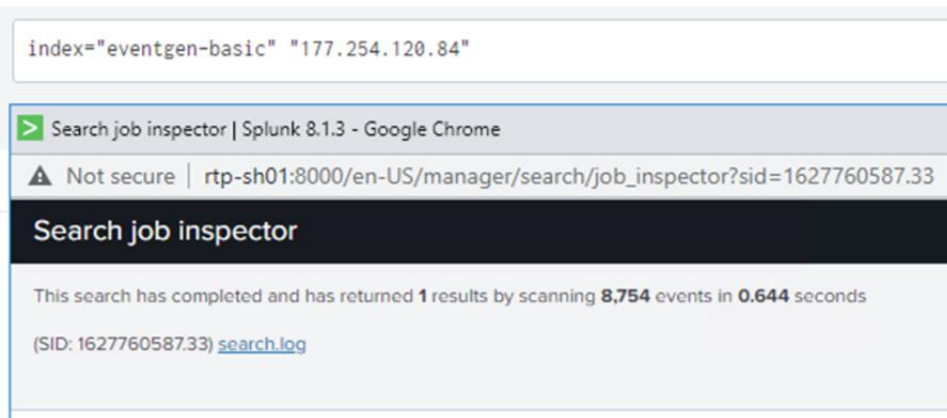 index="eventgen-basic" "177.254.120.84"
Search job inspector | Splunk 8.1.3 - Google Chrome
Not secure | rtp-sh01:8000/en-US/manager/search/job_inspector?sid=1627760587.33
Search job inspector
This search has completed and has returned 1 results by scanning 8,754 events in 0.644 seconds
(SID: 1627760587.33) search.log